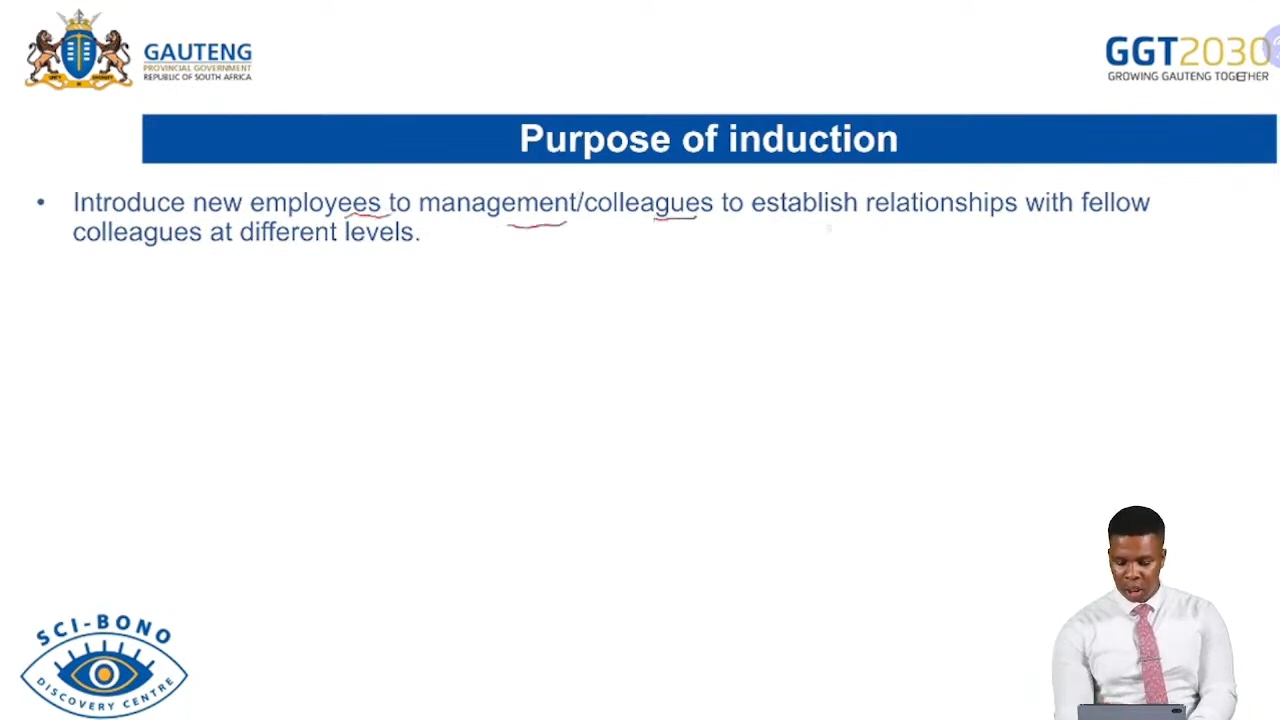 GAUTENG
PROVINCIAL GOVERNMENT
REPUBLIC OF SOUTH AFRICA
GGT2030
GROWING GAUTENG TOGETHER
Purpose of induction
• Introduce new employees to management/colleagues to establish relationships with fellow
colleagues at different levels.
SCI-BONO
DISCOVERY CENTRE